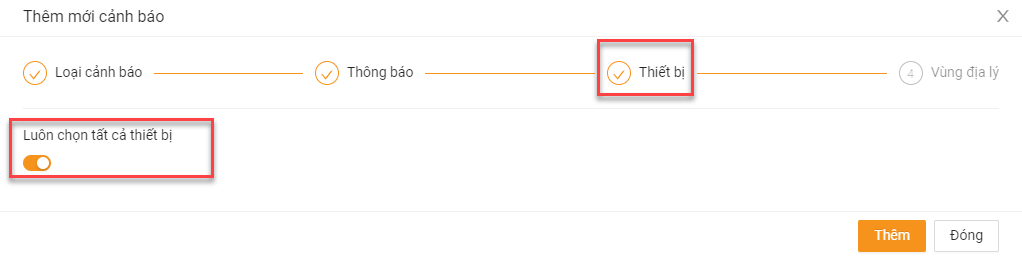 Thêm mới cảnh báo
Loại cảnh báo Thông báo Thiết bị 4 Vùng địa lý
Luôn chọn tất cả thiết bị
Thêm Đóng